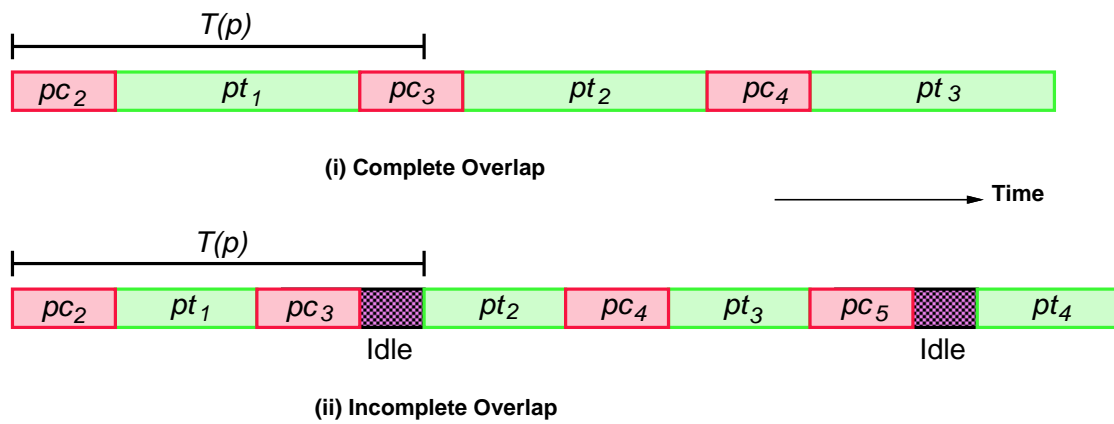 T(p)
pc2 pt1 pc3 pt2 pc4 pt3
(i) Complete Overlap
Time
T(p)
pc2 pt1 pc3 pt2 pc4 pt3 pc5 pt4
Idle Idle
(ii) Incomplete Overlap